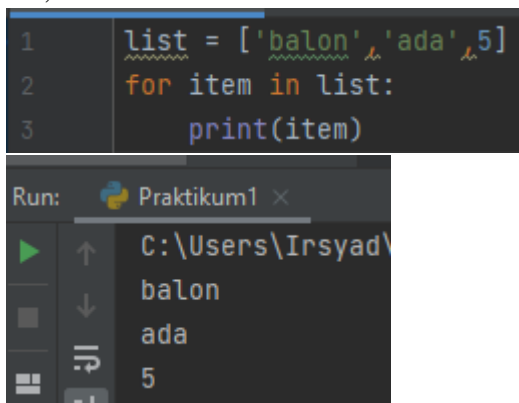 1 list = ['balon','ada',5]
2 for item in list:
3 print(item)
Run: Praktikum1 ×
C:\Users\Irsyad\
balon
ada
5